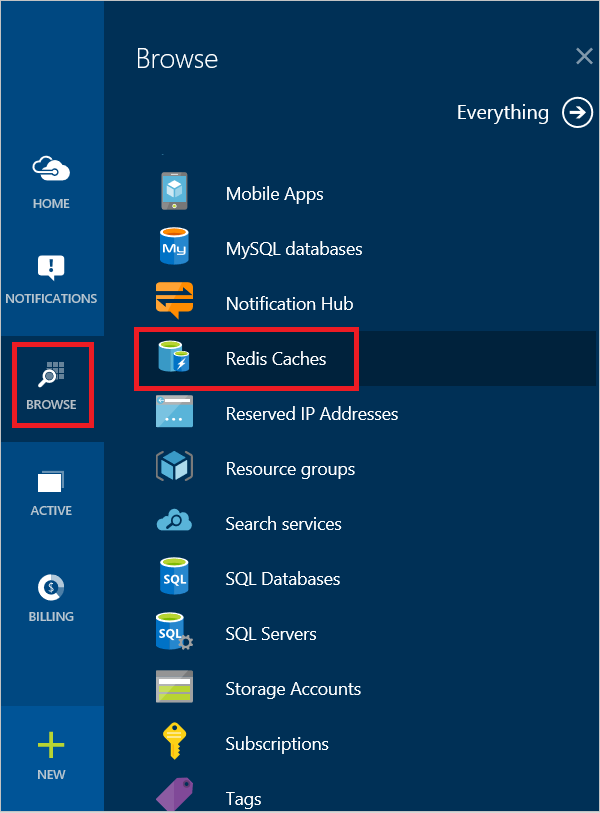 Browse
Everything
HOME
NOTIFICATIONS
BROWSE
ACTIVE
BILLING
NEW
Mobile Apps
My
MySQL databases
Notification Hub
Redis Caches
Reserved IP Addresses
Resource groups
Search services
SQL
SQL Databases
SQL
SQL Servers
Storage Accounts
Subscriptions
Tags